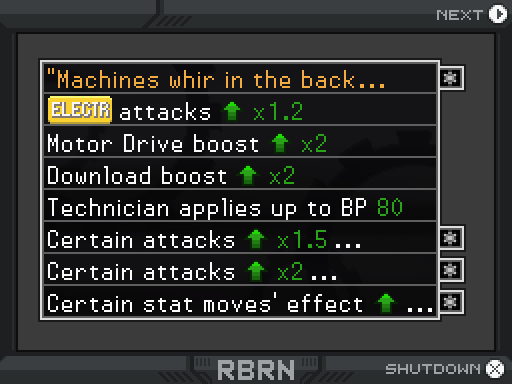 NEXT
"Machines whir in the back...
ELECTR attacks ⬆ x1.2
Motor Drive boost ⬆ x2
Download boost ⬆ x2
Technician applies up to BP 80
Certain attacks ⬆ x1.5 ...
Certain attacks ⬆ x2 ...
Certain stat moves' effect ⬆ ...
RBRN
SHUTDOWN